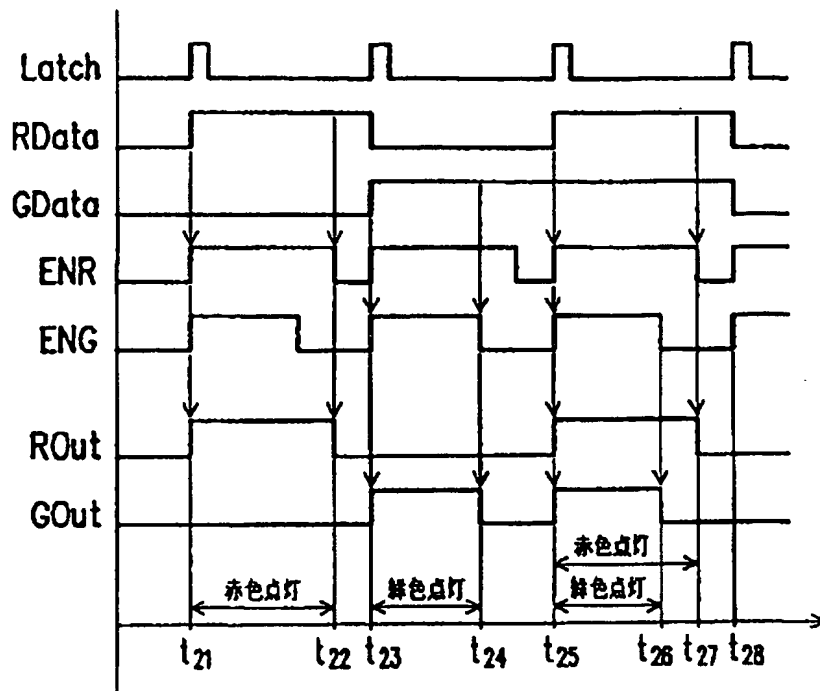 Latch
RData
GData
ENR
ENG
ROut
GOut
赤色点灯
赤色点灯
緑色点灯
緑色点灯
t21
t22
t23
t24
t25
t26
t27
t28